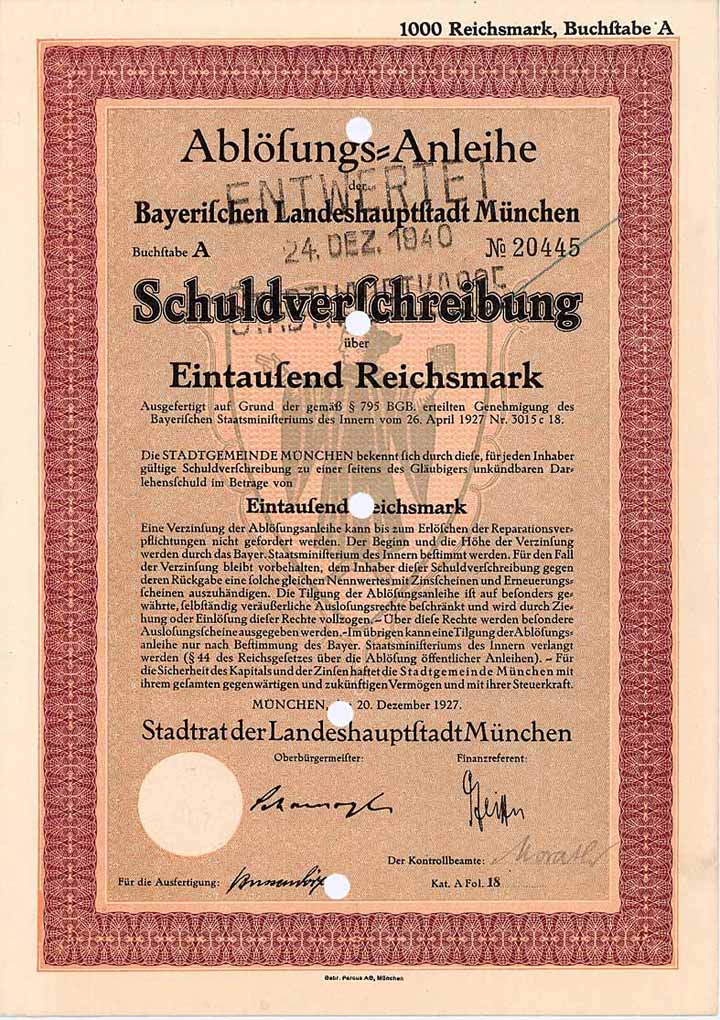 1000 Reichsmark, Buchſtabe A
Ablöſungs=Anleihe
der
ENTWERTET
Bayeriſchen Landeshauptſtadt München
24. DEZ. 1940
Buchſtabe A № 20445
Schuldverſchreibung
über
Eintauſend Reichsmark
Ausgefertigt auf Grund der gemäß § 795 BGB. erteilten Genehmigung des
Bayeriſchen Staatsminiſteriums des Innern vom 26. April 1927 Nr. 3015 c 18.
Die STADTGEMEINDE MÜNCHEN bekennt ſich durch dieſe, für jeden Inhaber
gültige Schuldverſchreibung zu einer ſeitens des Gläubigers unkündbaren Dar-
lehensſchuld im Betrage von
Eintauſend eichsmark
Eine Verzinſung der Ablöſungsanleihe kann bis zum Erlöſchen der Reparationsver-
pflichtungen nicht gefordert werden. Der Beginn und die Höhe der Verzinſung
werden durch das Bayer. Staatsminiſterium des Innern beſtimmt werden. Für den Fall
der Verzinſung bleibt vorbehalten, dem Inhaber dieſer Schuldverſchreibung gegen
deren Rückgabe eine ſolche gleichen Nennwertes mit Zinsſcheinen und Erneuerungs-
ſcheinen auszuhändigen. Die Tilgung der Ablöſungsanleihe iſt auf beſonders ge-
währte, ſelbſtändig veräußerliche Ausloſungsrechte beſchränkt und wird durch Zie-
hung oder Einlöſung dieſer Rechte vollzogen. – Über dieſe Rechte werden beſondere
Ausloſungsſcheine ausgegeben werden. – Im übrigen kann eine Tilgung der Ablöſungs-
anleihe nur nach Beſtimmung des Bayer. Staatsminiſteriums des Innern verlangt
werden (§ 44 des Reichsgeſetzes über die Ablöſung öffentlicher Anleihen). – Für
die Sicherheit des Kapitals und der Zinſen haftet die Stadtgemeinde München mit
ihrem geſamten gegenwärtigen und zukünftigen Vermögen und mit ihrer Steuerkraft.
MÜNCHEN, 20. Dezember 1927.
Stadtrat der Landeshauptſtadt München
Oberbürgermeiſter: Finanzreferent:
Der Kontrollbeamte:
Für die Ausfertigung: Kat. A Fol. 18
Gebr. Parcus AG, München